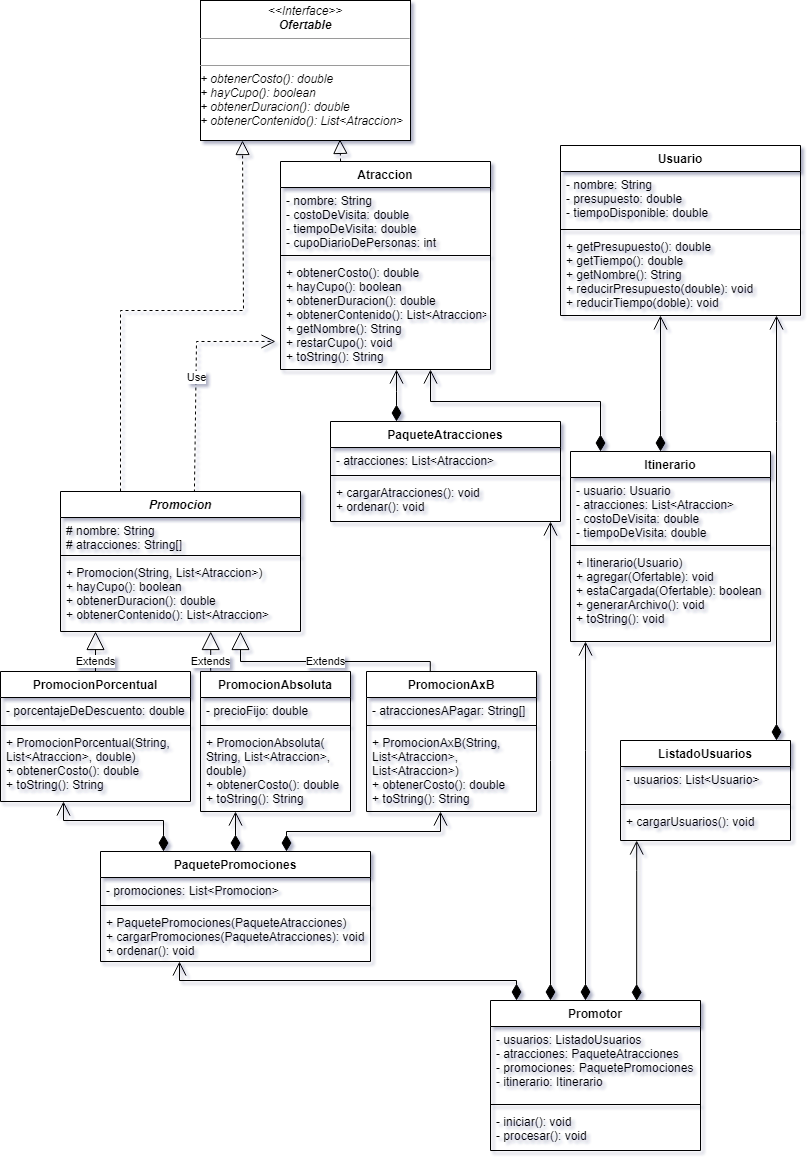 <<Interface>>
Ofertable
+ obtenerCosto(): double
+ hayCupo(): boolean
+ obtenerDuracion(): double
+ obtenerContenido(): List<Atraccion>
Atraccion
- nombre: String
- costoDeVisita: double
- tiempoDeVisita: double
- cupoDiarioDePersonas: int
+ obtenerCosto(): double
+ hayCupo(): boolean
+ obtenerDuracion(): double
+ obtenerContenido(): List<Atraccion>
+ getNombre(): String
+ restarCupo(): void
+ toString(): String
Usuario
- nombre: String
- presupuesto: double
- tiempoDisponible: double
+ getPresupuesto(): double
+ getTiempo(): double
+ getNombre(): String
+ reducirPresupuesto(double): void
+ reducirTiempo(doble): void
Use
PaqueteAtracciones
- atracciones: List<Atraccion>
+ cargarAtracciones(): void
+ ordenar(): void
Itinerario
- usuario: Usuario
- atracciones: List<Atraccion>
- costoDeVisita: double
- tiempoDeVisita: double
+ Itinerario(Usuario)
+ agregar(Ofertable): void
+ estaCargada(Ofertable): boolean
+ generarArchivo(): void
+ toString(): void
Promocion
# nombre: String
# atracciones: String[]
+ Promocion(String, List<Atraccion>)
+ hayCupo(): boolean
+ obtenerDuracion(): double
+ obtenerContenido(): List<Atraccion>
Extends
Extends
Extends
PromocionPorcentual
- porcentajeDeDescuento: double
+ PromocionPorcentual(String,
List<Atraccion>, double)
+ obtenerCosto(): double
+ toString(): String
PromocionAbsoluta
- precioFijo: double
+ PromocionAbsoluta(
String, List<Atraccion>,
double)
+ obtenerCosto(): double
+ toString(): String
PromocionAxB
- atraccionesAPagar: String[]
+ PromocionAxB(String,
List<Atraccion>,
List<Atraccion>)
+ obtenerCosto(): double
+ toString(): String
ListadoUsuarios
- usuarios: List<Usuario>
+ cargarUsuarios(): void
PaquetePromociones
- promociones: List<Promocion>
+ PaquetePromociones(PaqueteAtracciones)
+ cargarPromociones(PaqueteAtracciones): void
+ ordenar(): void
Promotor
- usuarios: ListadoUsuarios
- atracciones: PaqueteAtracciones
- promociones: PaquetePromociones
- itinerario: Itinerario
- iniciar(): void
- procesar(): void